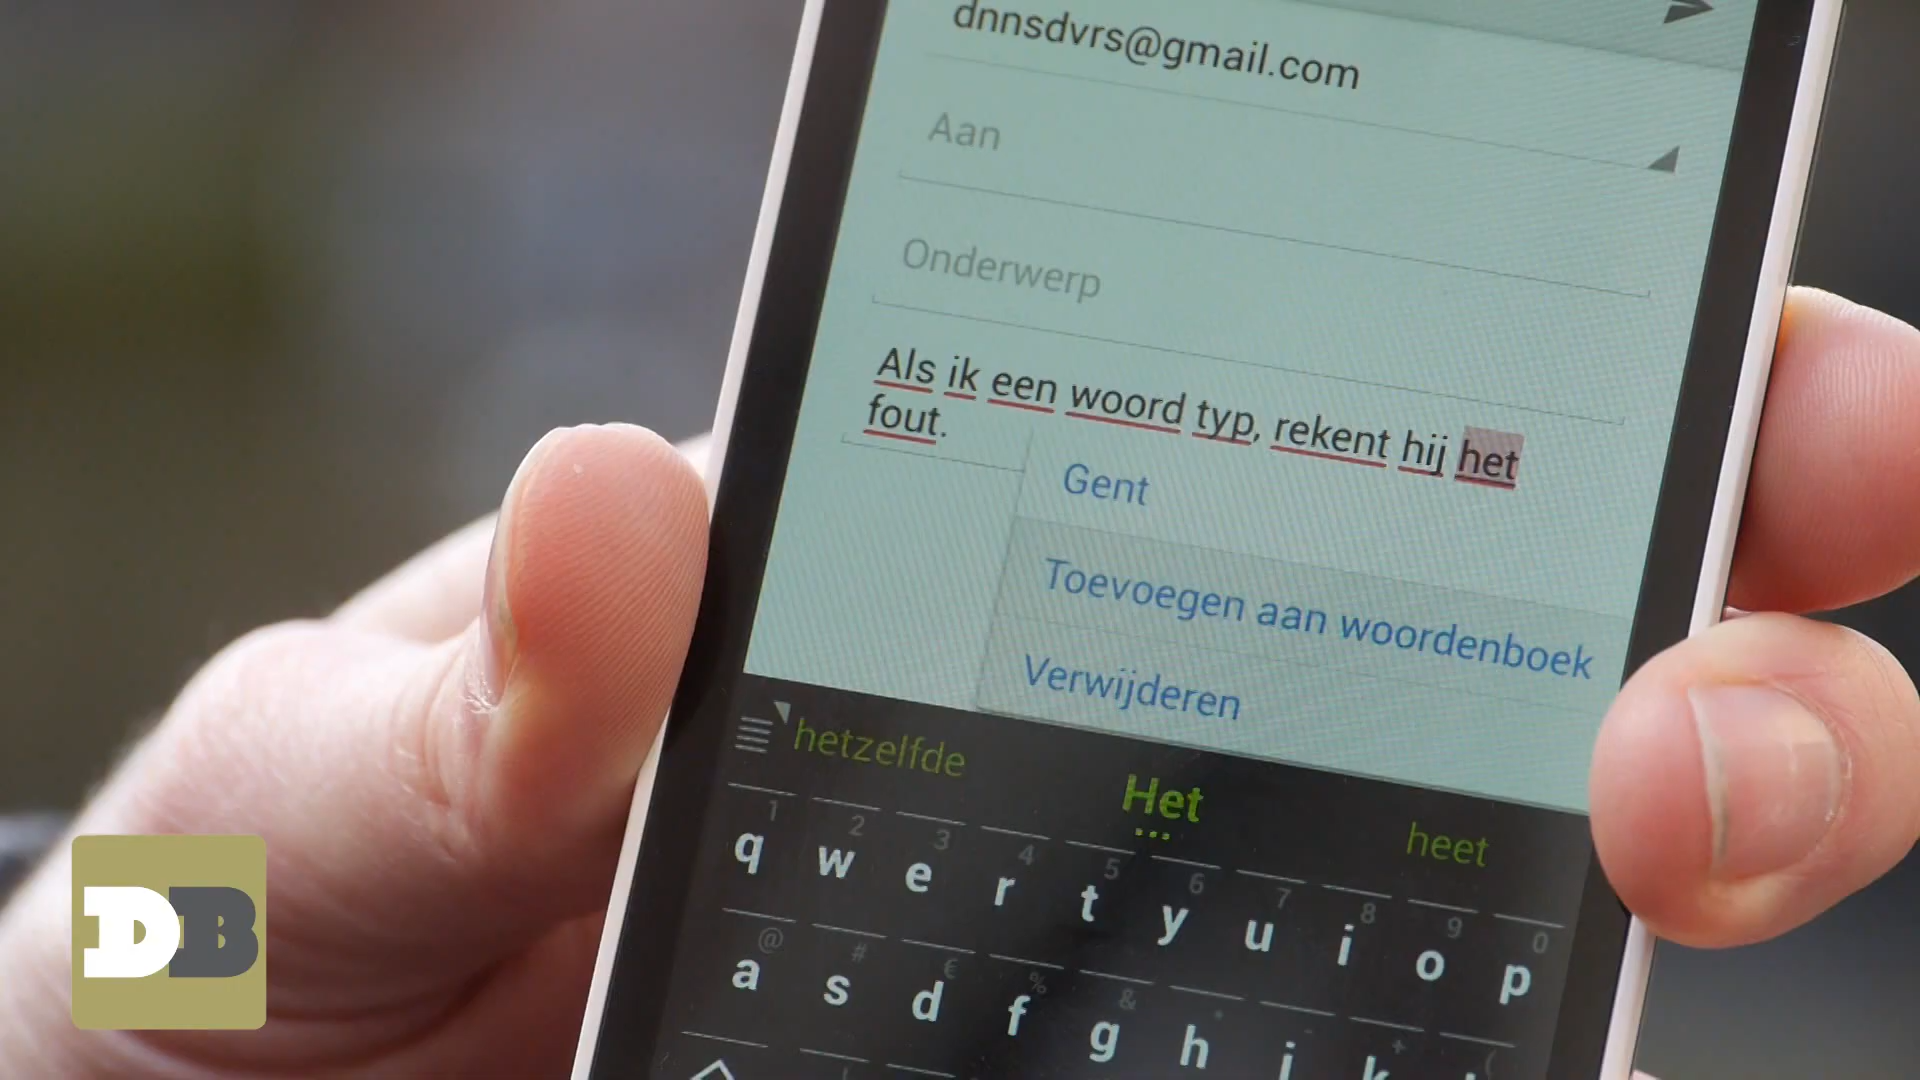 dnnsdvrs@gmail.com
Aan
Onderwerp
Als ik een woord typ, rekent hij het
fout.
Gent
Toevoegen aan woordenboek
Verwijderen
hetzelfde Het heet
1 2 3 4 5 6 7 8 9 0
q w e r t y u i o p
@ # € % &
a s d f g h j k
DB